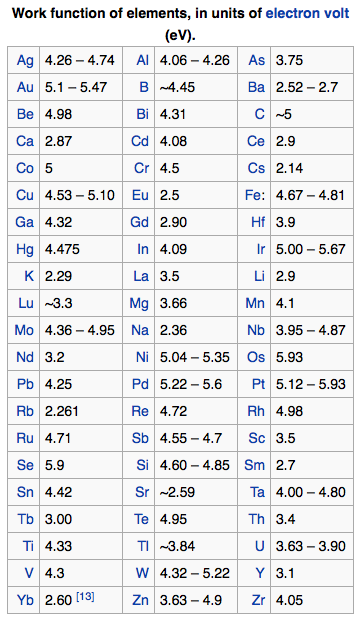 Work function of elements, in units of electron volt
(eV).
Ag 4.26 – 4.74 Al 4.06 – 4.26 As 3.75
Au 5.1 – 5.47 B ~4.45 Ba 2.52 – 2.7
Be 4.98 Bi 4.31 C ~5
Ca 2.87 Cd 4.08 Ce 2.9
Co 5 Cr 4.5 Cs 2.14
Cu 4.53 – 5.10 Eu 2.5 Fe: 4.67 – 4.81
Ga 4.32 Gd 2.90 Hf 3.9
Hg 4.475 In 4.09 Ir 5.00 – 5.67
K 2.29 La 3.5 Li 2.9
Lu ~3.3 Mg 3.66 Mn 4.1
Mo 4.36 – 4.95 Na 2.36 Nb 3.95 – 4.87
Nd 3.2 Ni 5.04 – 5.35 Os 5.93
Pb 4.25 Pd 5.22 – 5.6 Pt 5.12 – 5.93
Rb 2.261 Re 4.72 Rh 4.98
Ru 4.71 Sb 4.55 – 4.7 Sc 3.5
Se 5.9 Si 4.60 – 4.85 Sm 2.7
Sn 4.42 Sr ~2.59 Ta 4.00 – 4.80
Tb 3.00 Te 4.95 Th 3.4
Ti 4.33 Tl ~3.84 U 3.63 – 3.90
V 4.3 W 4.32 – 5.22 Y 3.1
Yb 2.60 [13] Zn 3.63 – 4.9 Zr 4.05